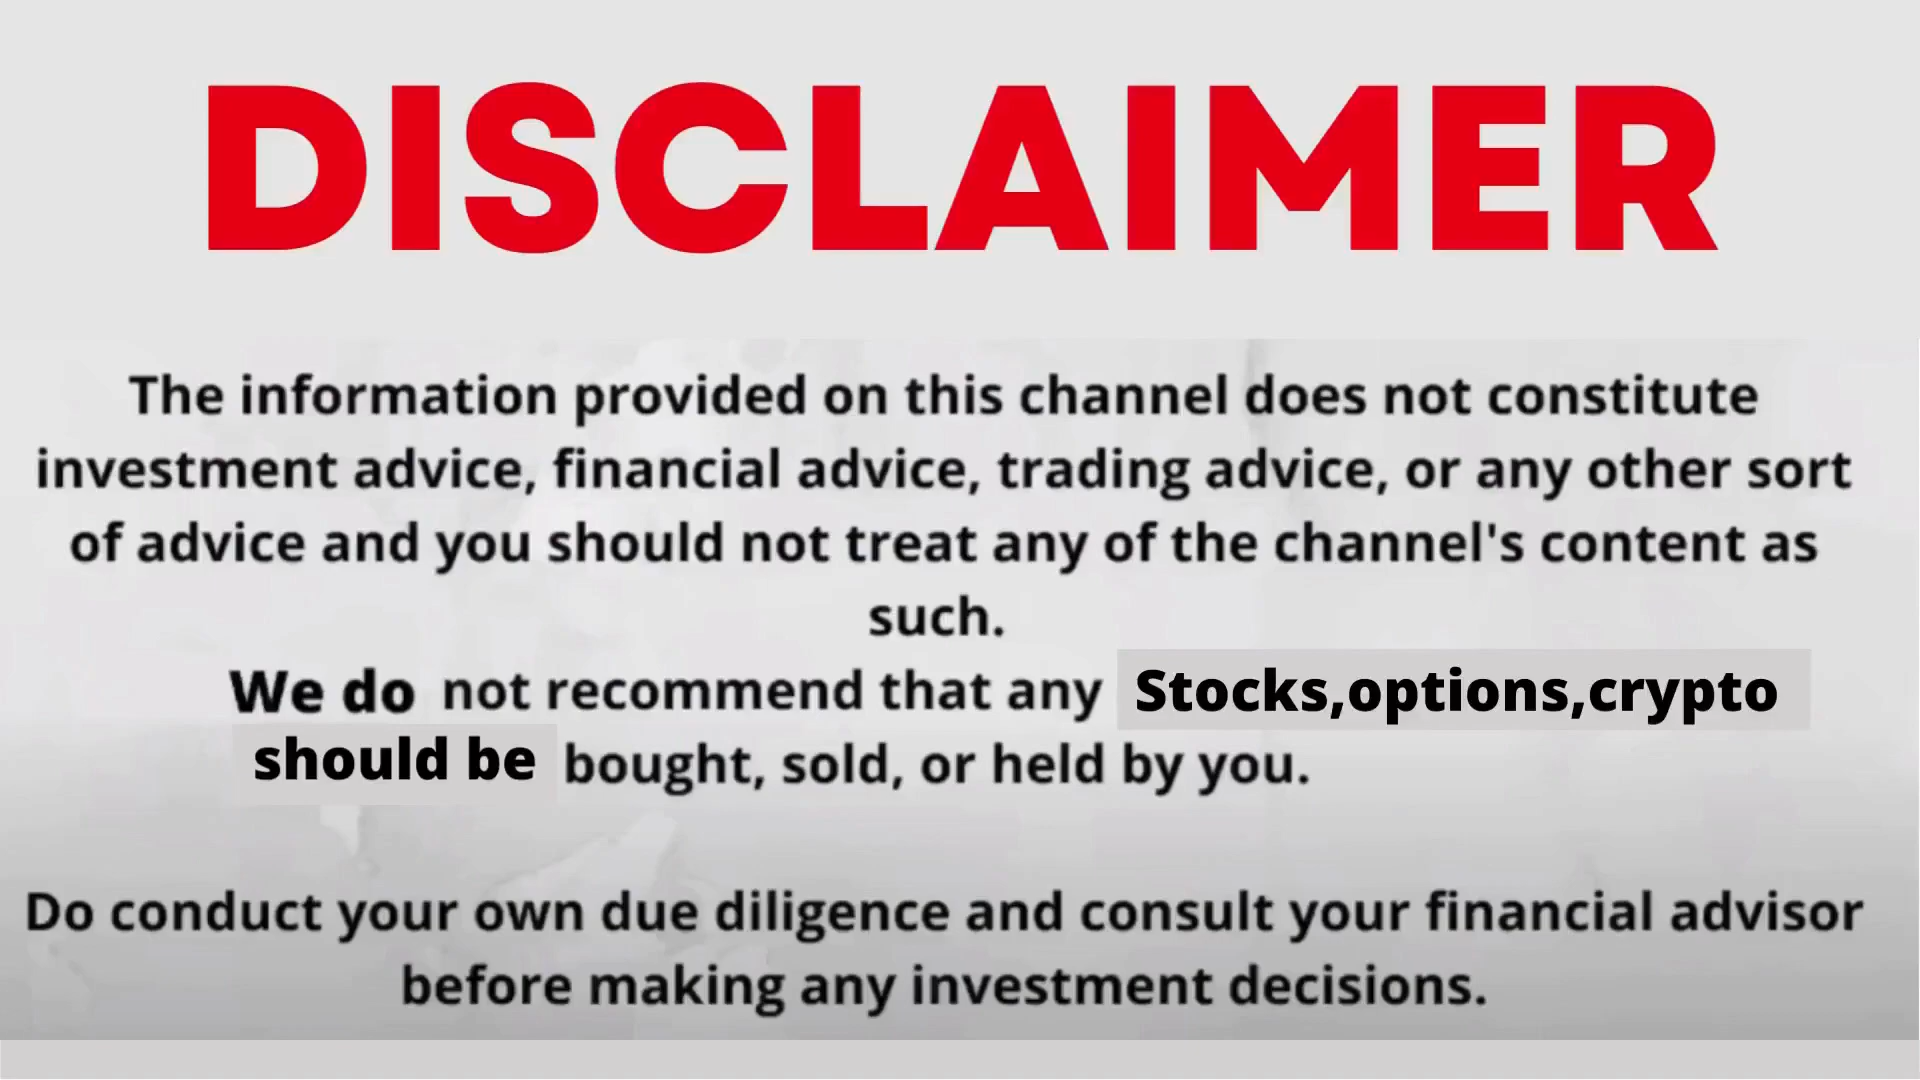 DISCLAIMER
The information provided on this channel does not constitute
investment advice, financial advice, trading advice, or any other sort
of advice and you should not treat any of the channel's content as
such.
We do not recommend that any Stocks,options,crypto
should be bought, sold, or held by you.
Do conduct your own due diligence and consult your financial advisor
before making any investment decisions.